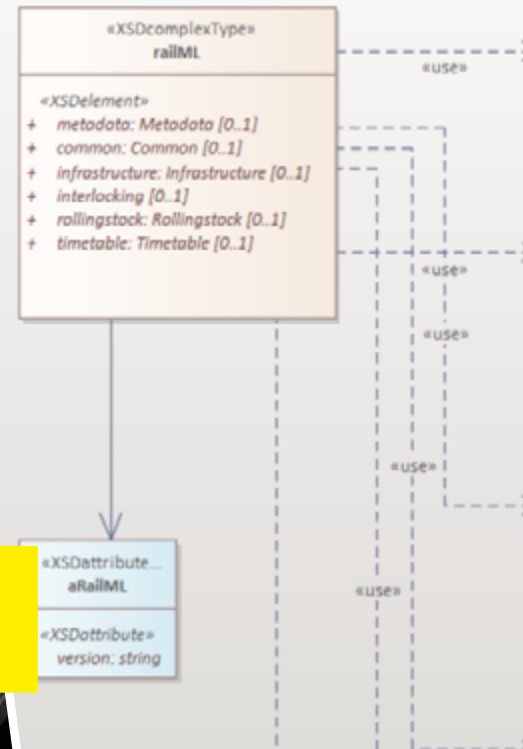 «XSDcomplexType»
railML
«XSDelement»
+ metadata: Metadata [0..1]
+ common: Common [0..1]
+ infrastructure: Infrastructure [0..1]
+ interlocking [0..1]
+ rollingstock: Rollingstock [0..1]
+ timetable: Timetable [0..1]
«use»
«use»
«use»
«use»
«use»
«XSDattribute...
aRailML
«XSDattribute»
version: string